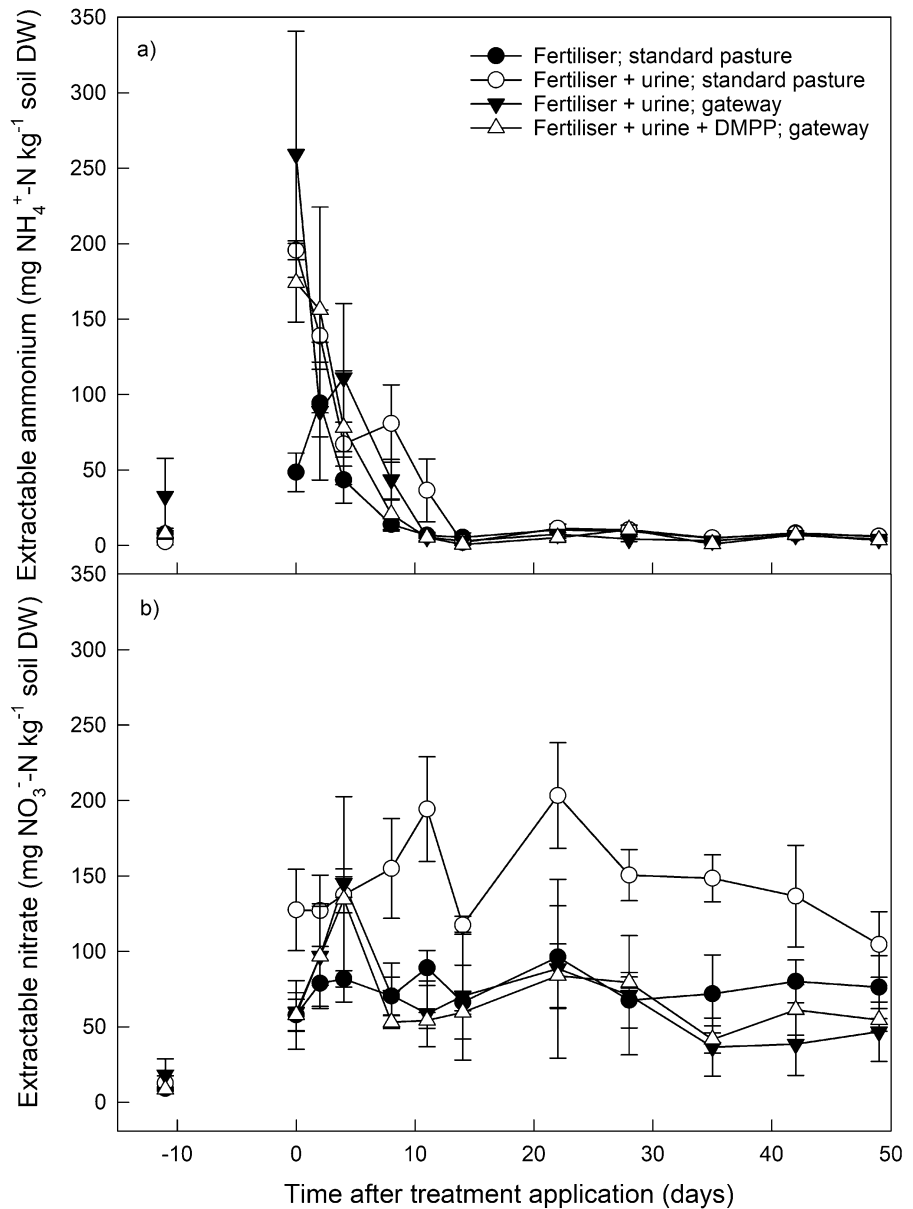 350
300
250
200
150
100
50
0
Extractable ammonium (mg NH₄⁺-N kg⁻¹ soil DW)
a)
Fertiliser; standard pasture
Fertiliser + urine; standard pasture
Fertiliser + urine; gateway
Fertiliser + urine + DMPP; gateway
350
300
250
200
150
100
50
0
Extractable nitrate (mg NO₃⁻-N kg⁻¹ soil DW)
b)
-10 0 10 20 30 40 50
Time after treatment application (days)